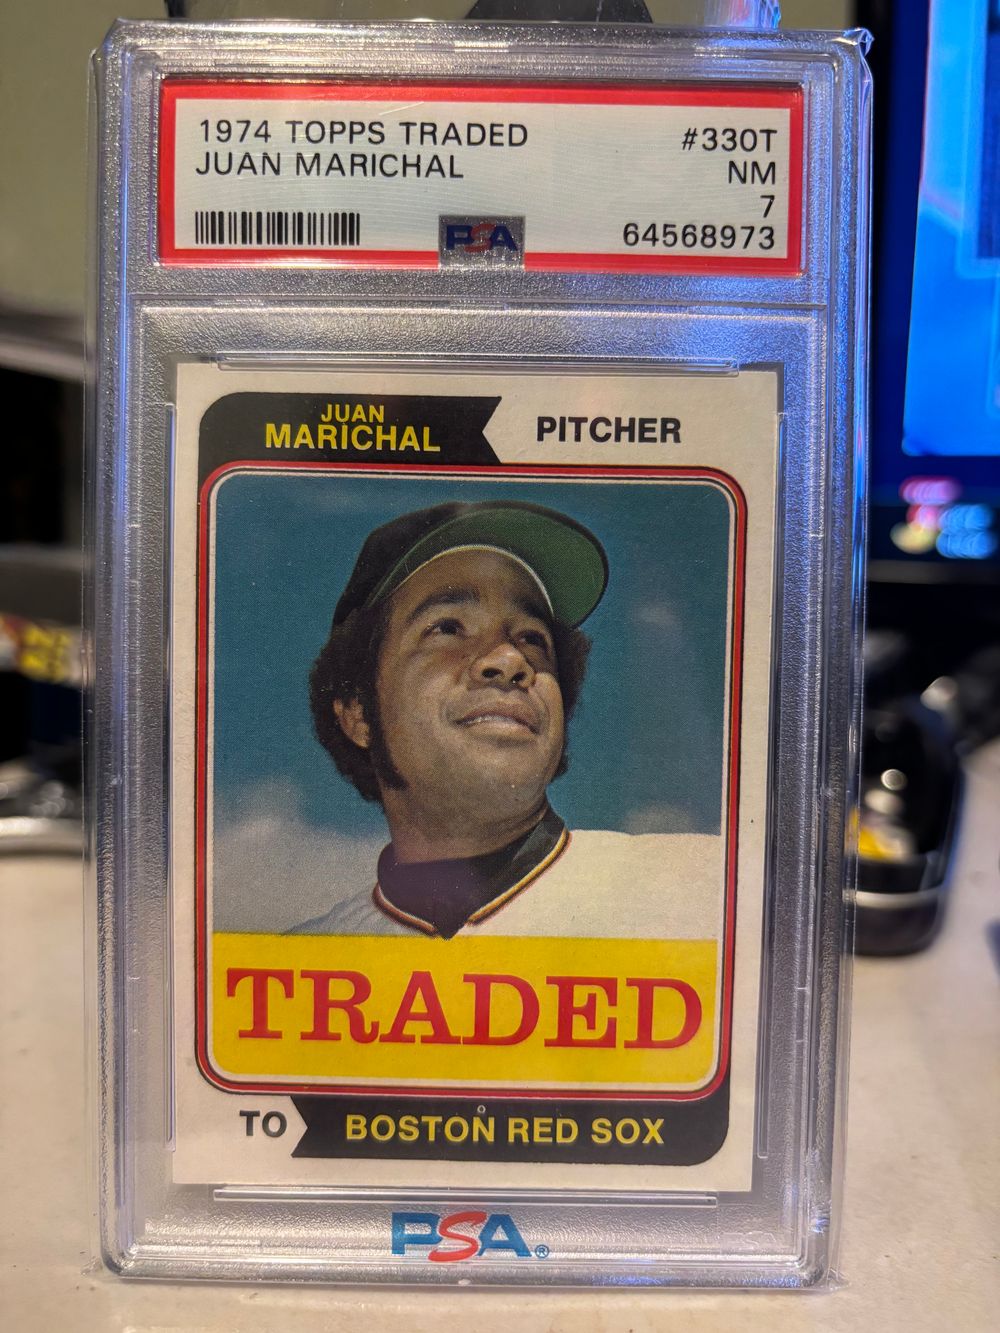 1974 TOPPS TRADED #330T
JUAN MARICHAL NM
7
PSA 64568973
JUAN
MARICHAL PITCHER
TRADED
TO BOSTON RED SOX
PSA®